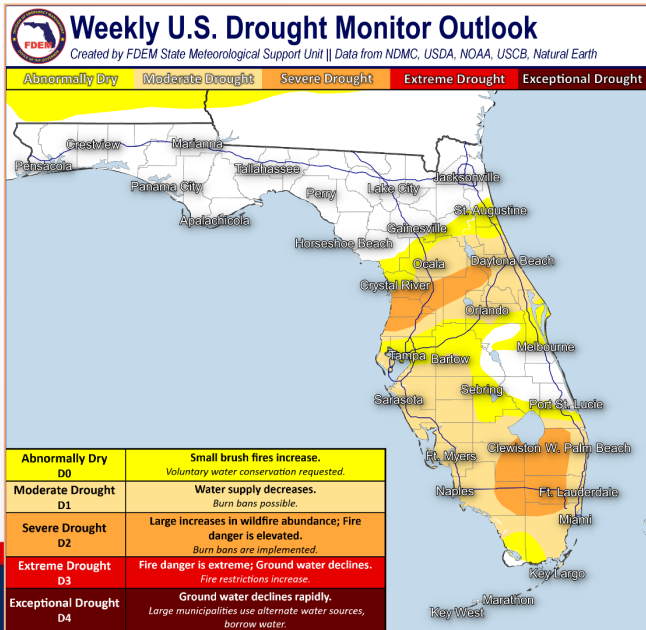 Weekly U.S. Drought Monitor Outlook
FDEM
Created by FDEM State Meteorological Support Unit || Data from NDMC, USDA, NOAA, USCB, Natural Earth
Abnormally Dry Moderate Drought Severe Drought Extreme Drought Exceptional Drought
Crestview
Marianna
Pensacola
Tallahassee
Jacksonville
Panama City
Perry
Lake City
Apalachicola
St. Augustine
Gainesville
Horseshoe Beach
Ocala
Daytona Beach
Crystal River
Orlando
Melbourne
Tampa
Bartow
Sebring
Sarasota
Port St. Lucie
Clewiston
W. Palm Beach
Ft. Myers
Naples
Ft. Lauderdale
Miami
Key Largo
Marathon
Key West
Abnormally Dry
D0
Small brush fires increase.
Voluntary water conservation requested.
Moderate Drought
D1
Water supply decreases.
Burn bans possible.
Severe Drought
D2
Large increases in wildfire abundance; Fire
danger is elevated.
Burn bans are implemented.
Extreme Drought
D3
Fire danger is extreme; Ground water declines.
Fire restrictions increase.
Exceptional Drought
D4
Ground water declines rapidly.
Large municipalities use alternate water sources,
borrow water.